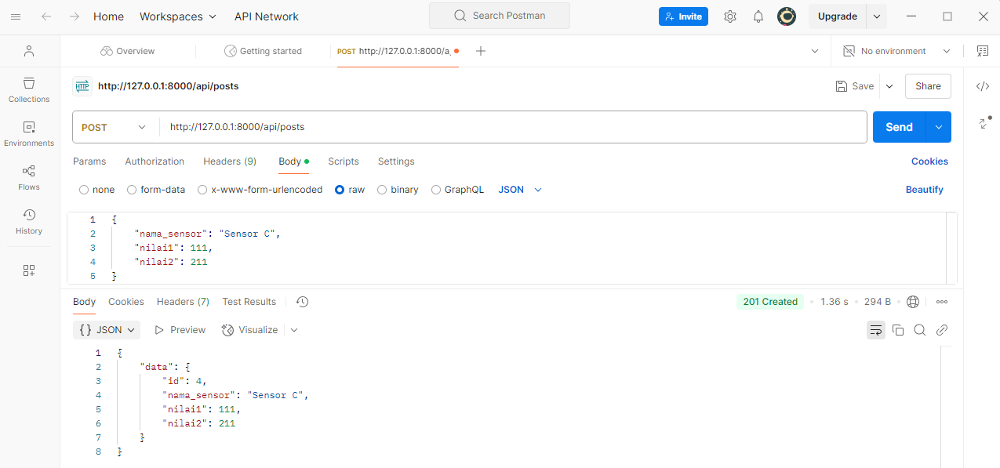 Home Workspaces API Network Search Postman Invite Upgrade
Overview Getting started POST http://127.0.0.1:8000/a No environment
HTTP http://127.0.0.1:8000/api/posts Save Share
Collections
Environments
Flows
History
POST http://127.0.0.1:8000/api/posts Send
Params Authorization Headers (9) Body Scripts Settings Cookies
none form-data x-www-form-urlencoded raw binary GraphQL JSON Beautify
1 {
2 "nama_sensor": "Sensor C",
3 "nilai1": 111,
4 "nilai2": 211
5 }
Body Cookies Headers (7) Test Results 201 Created • 1.36 s • 294 B •
{} JSON Preview Visualize
1 {
2 "data": {
3 "id": 4,
4 "nama_sensor": "Sensor C",
5 "nilai1": 111,
6 "nilai2": 211
7 }
8 }